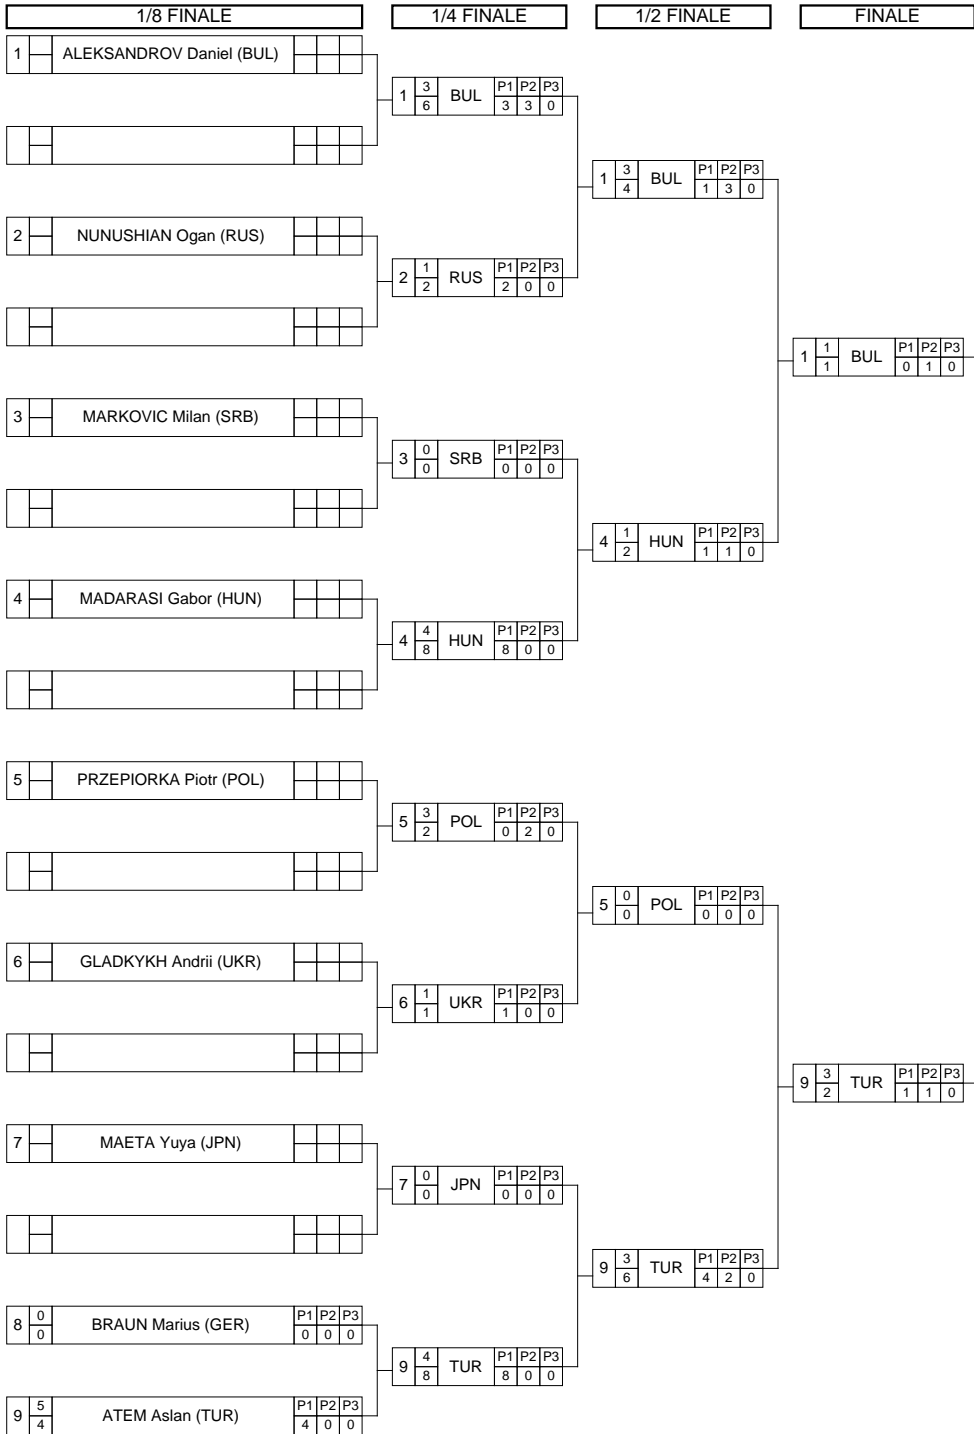 1/8 FINALE 1/4 FINALE 1/2 FINALE FINALE
1 ALEKSANDROV Daniel (BUL)
1 3 6 BUL P1 P2 P3 3 3 0
1 3 4 BUL P1 P2 P3 1 3 0
2 NUNUSHIAN Ogan (RUS)
2 1 2 RUS P1 P2 P3 2 0 0
1 1 1 BUL P1 P2 P3 0 1 0
3 MARKOVIC Milan (SRB)
3 0 0 SRB P1 P2 P3 0 0 0
4 1 2 HUN P1 P2 P3 1 1 0
4 MADARASI Gabor (HUN)
4 4 8 HUN P1 P2 P3 8 0 0
5 PRZEPIORKA Piotr (POL)
5 3 2 POL P1 P2 P3 0 2 0
5 0 0 POL P1 P2 P3 0 0 0
6 GLADKYKH Andrii (UKR)
6 1 1 UKR P1 P2 P3 1 0 0
9 3 2 TUR P1 P2 P3 1 1 0
7 MAETA Yuya (JPN)
7 0 0 JPN P1 P2 P3 0 0 0
9 3 6 TUR P1 P2 P3 4 2 0
8 0 0 BRAUN Marius (GER) P1 P2 P3 0 0 0
9 4 8 TUR P1 P2 P3 8 0 0
9 5 4 ATEM Aslan (TUR) P1 P2 P3 4 0 0